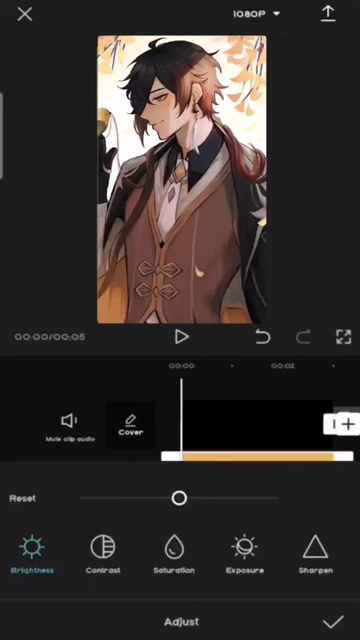 1080P
00:00/00:05
00:00
00:02
Mute clip audio
Cover
Reset
Brightness
Contrast
Saturation
Exposure
Sharpen
Adjust